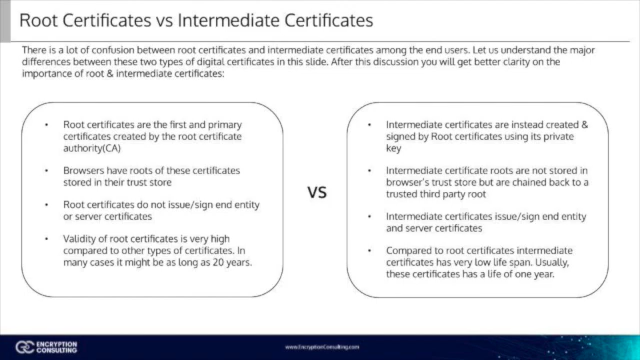 Root Certificates vs Intermediate Certificates
There is a lot of confusion between root certificates and intermediate certificates among the end users. Let us understand the major
differences between these two types of digital certificates in this slide. After this discussion you will get better clarity on the
importance of root & intermediate certificates:
• Root certificates are the first and primary
certificates created by the root certificate
authority(CA)
• Browsers have roots of these certificates
stored in their trust store
• Root certificates do not issue/sign end entity
or server certificates
• Validity of root certificates is very high
compared to other types of certificates. In
many cases it might be as long as 20 years.
VS
• Intermediate certificates are instead created &
signed by Root certificates using its private
key
• Intermediate certificate roots are not stored in
browser's trust store but are chained back to a
trusted third party root
• Intermediate certificates issue/sign end entity
and server certificates
• Compared to root certificates intermediate
certificates has very low life span. Usually,
these certificates has a life of one year.
ENCRYPTION
CONSULTING
www.EncryptionConsulting.com